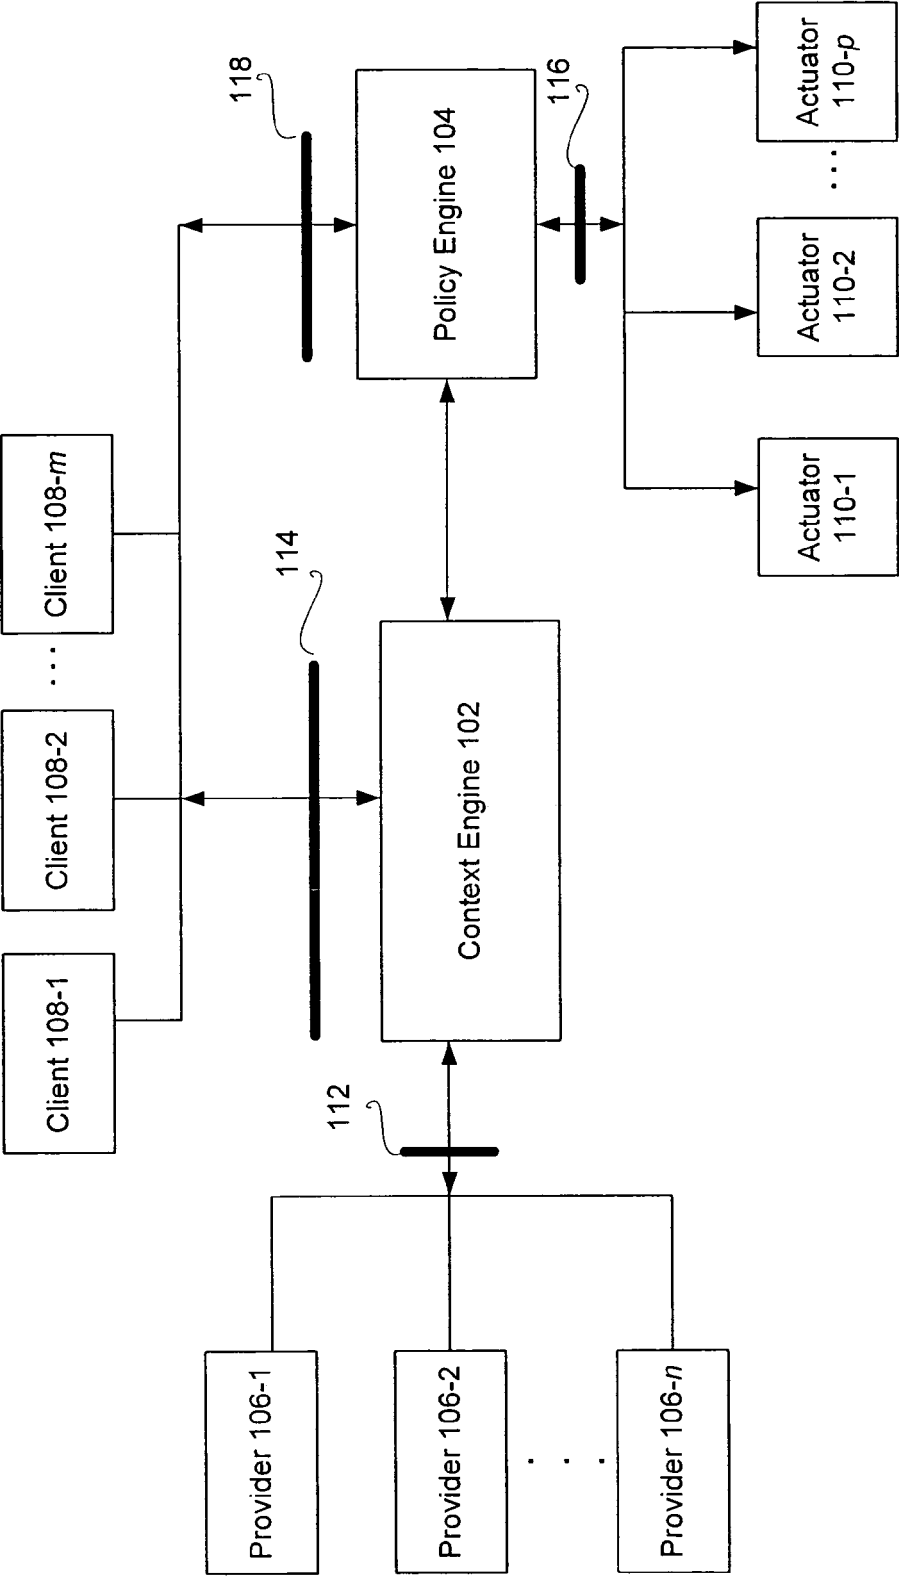 Client 108-1
Client 108-2
. . .
Client 108-m
114
118
112
Provider 106-1
Provider 106-2
. . .
Provider 106-n
Context Engine 102
Policy Engine 104
116
Actuator
110-1
Actuator
110-2
. . .
Actuator
110-p